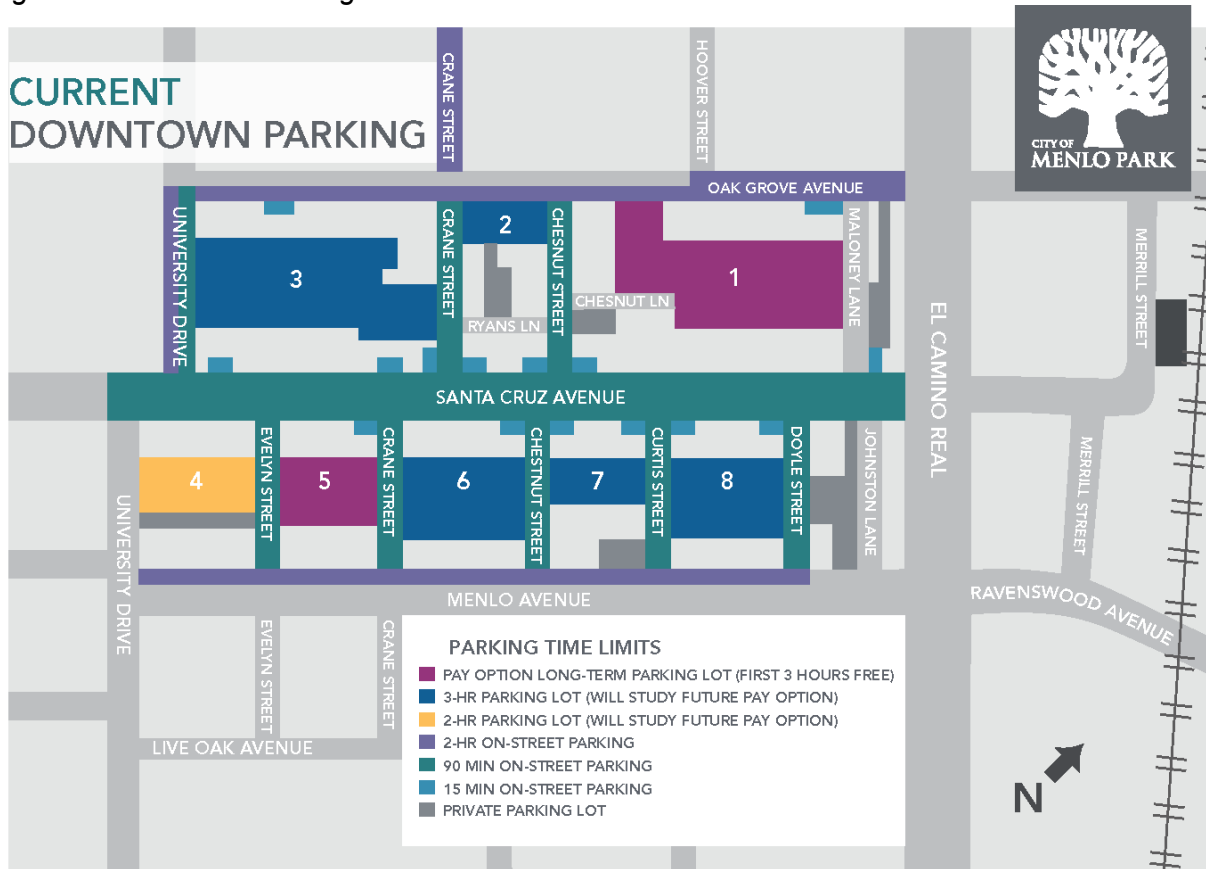 CURRENT
DOWNTOWN PARKING
CRANE STREET
HOOVER STREET
CITY OF
MENLO PARK
OAK GROVE AVENUE
UNIVERSITY DRIVE
CRANE STREET
2
CHESNUT STREET
MALONEY LANE
MERRILL STREET
3
1
CHESNUT LN
RYANS LN
EL CAMINO REAL
SANTA CRUZ AVENUE
EVELYN STREET
CRANE STREET
CHESTNUT STREET
CURTIS STREET
DOYLE STREET
JOHNSTON LANE
MERRILL STREET
4
5
6
7
8
UNIVERSITY DRIVE
MENLO AVENUE
RAVENSWOOD AVENUE
EVELYN STREET
CRANE STREET
LIVE OAK AVENUE
PARKING TIME LIMITS
PAY OPTION LONG-TERM PARKING LOT (FIRST 3 HOURS FREE)
3-HR PARKING LOT (WILL STUDY FUTURE PAY OPTION)
2-HR PARKING LOT (WILL STUDY FUTURE PAY OPTION)
2-HR ON-STREET PARKING
90 MIN ON-STREET PARKING
15 MIN ON-STREET PARKING
PRIVATE PARKING LOT
N